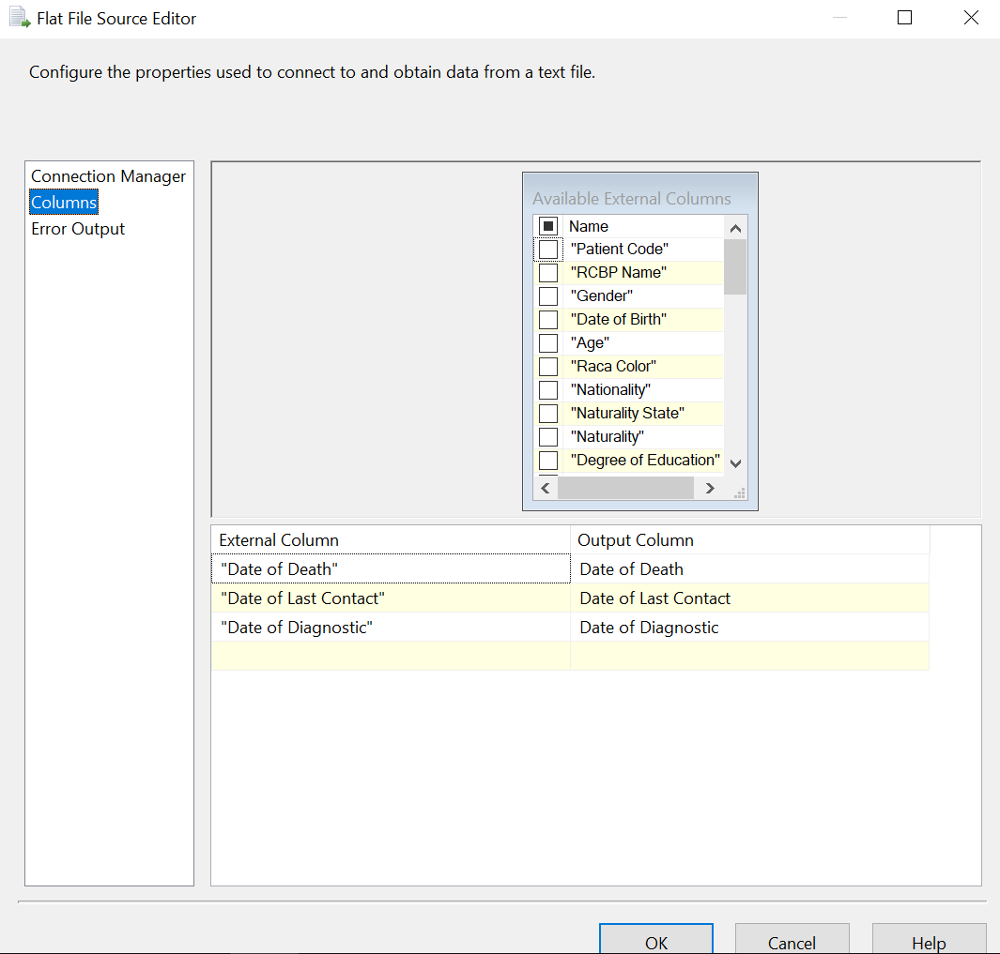 Flat File Source Editor
Configure the properties used to connect to and obtain data from a text file.
Connection Manager
Columns
Error Output
Available External Columns
Name
"Patient Code"
"RCBP Name"
"Gender"
"Date of Birth"
"Age"
"Raca Color"
"Nationality"
"Naturality State"
"Naturality"
"Degree of Education"
External Column Output Column
"Date of Death" Date of Death
"Date of Last Contact" Date of Last Contact
"Date of Diagnostic" Date of Diagnostic
OK Cancel Help